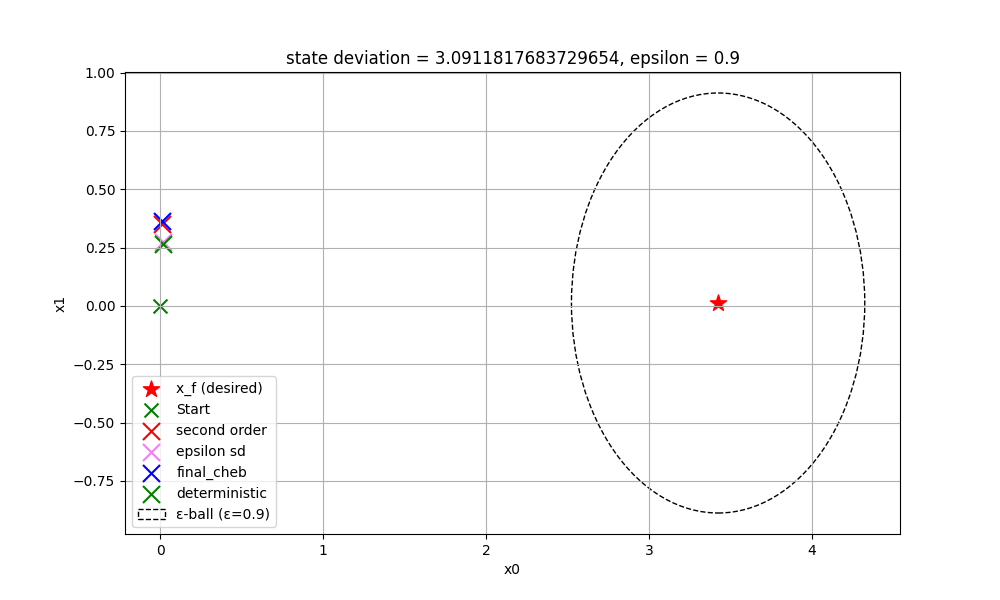 state deviation = 3.0911817683729654, epsilon = 0.9
1.00
0.75
0.50
0.25
0.00
−0.25
−0.50
−0.75
x1
x_f (desired)
Start
second order
epsilon sd
final_cheb
deterministic
ε-ball (ε=0.9)
0 1 2 3 4
x0